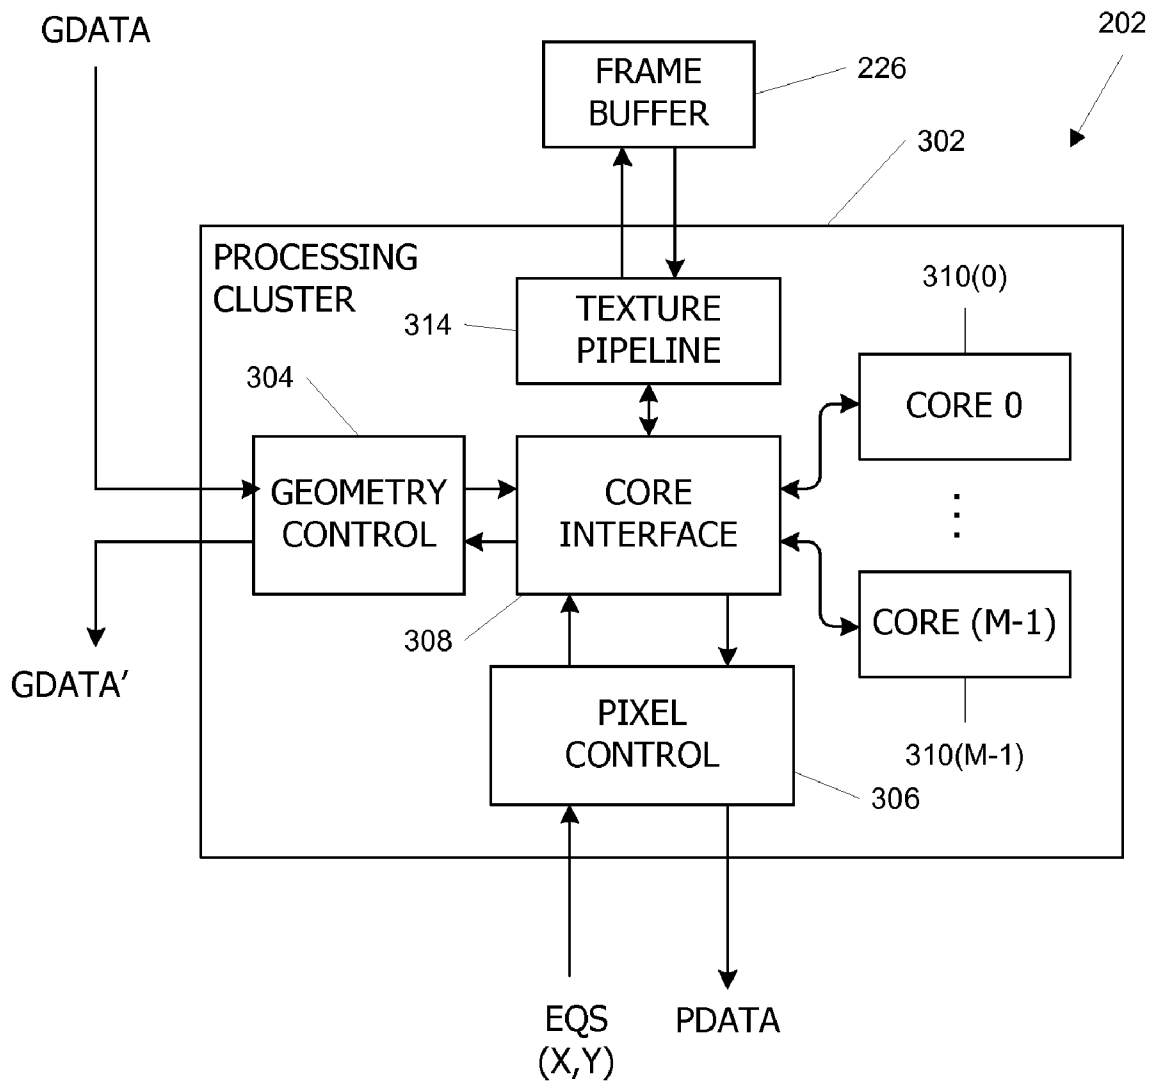 GDATA
202
FRAME
BUFFER
226
302
PROCESSING
CLUSTER
310(0)
TEXTURE
PIPELINE
314
304
CORE 0
GEOMETRY
CONTROL
CORE
INTERFACE
CORE (M-1)
308
GDATA’
PIXEL
CONTROL
310(M-1)
306
EQS
(X,Y)
PDATA